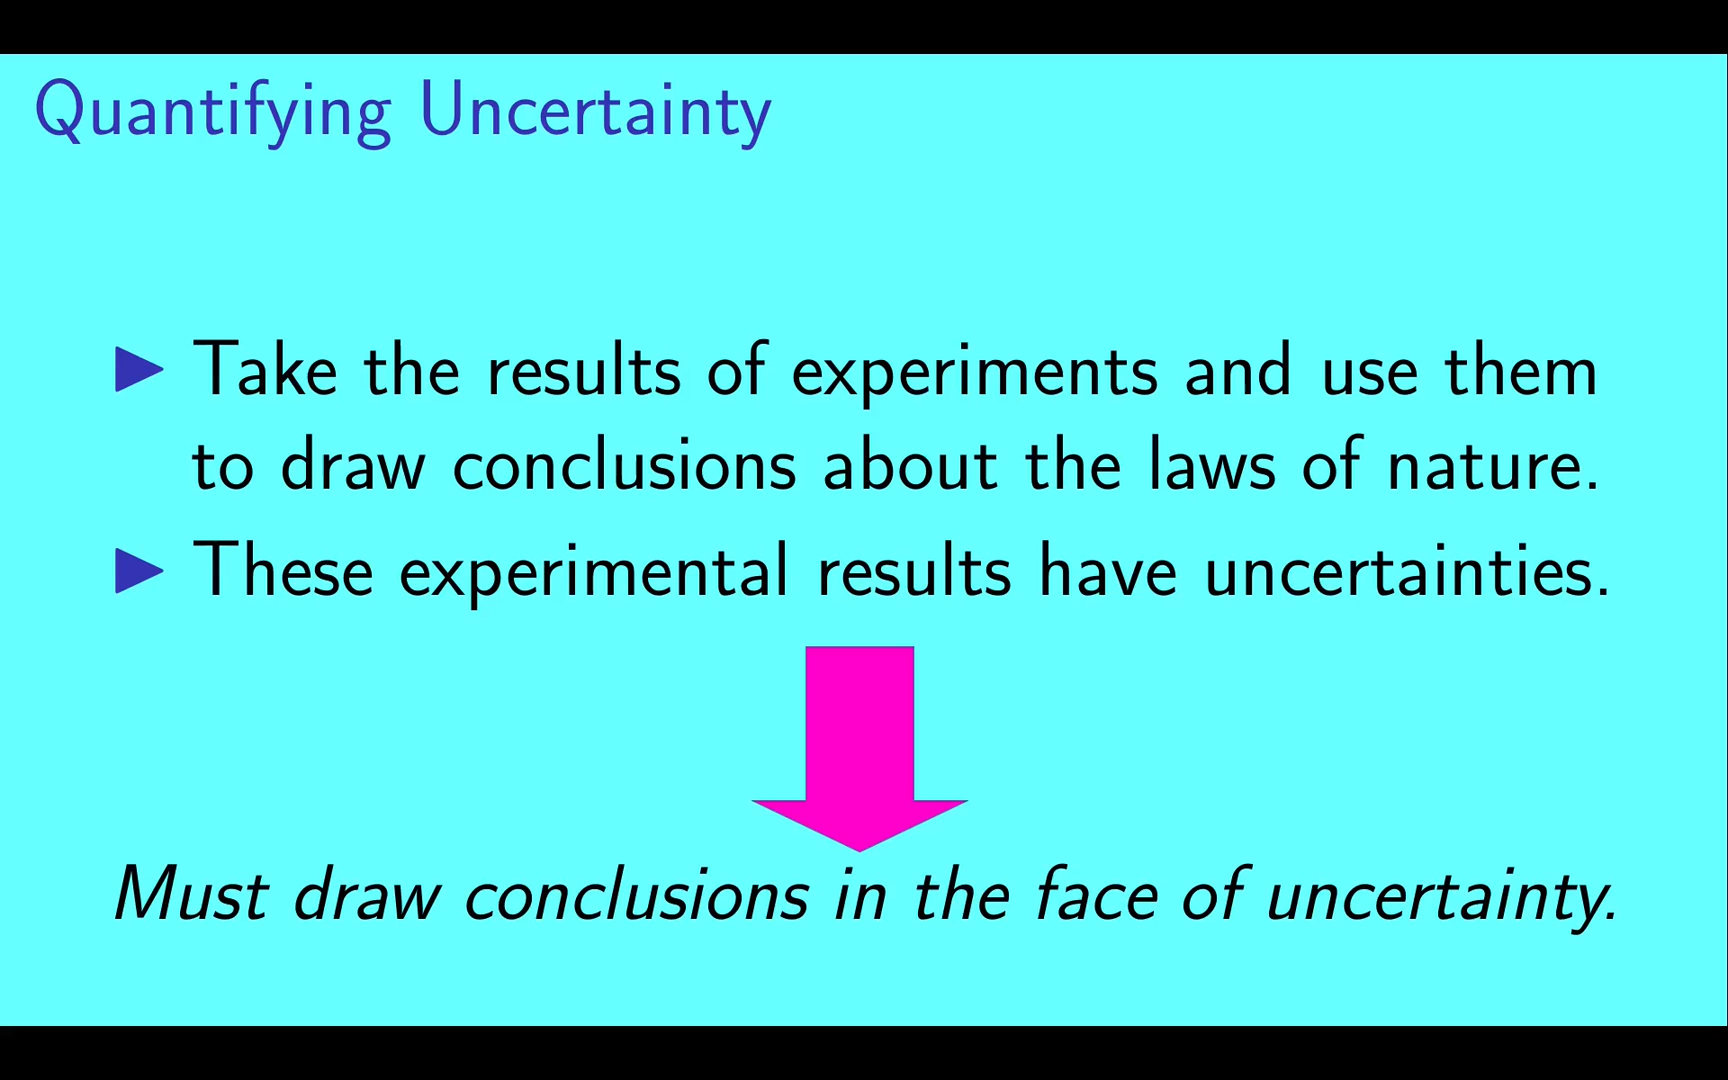 Quantifying Uncertainty
Take the results of experiments and use them
to draw conclusions about the laws of nature.
These experimental results have uncertainties.
Must draw conclusions in the face of uncertainty.